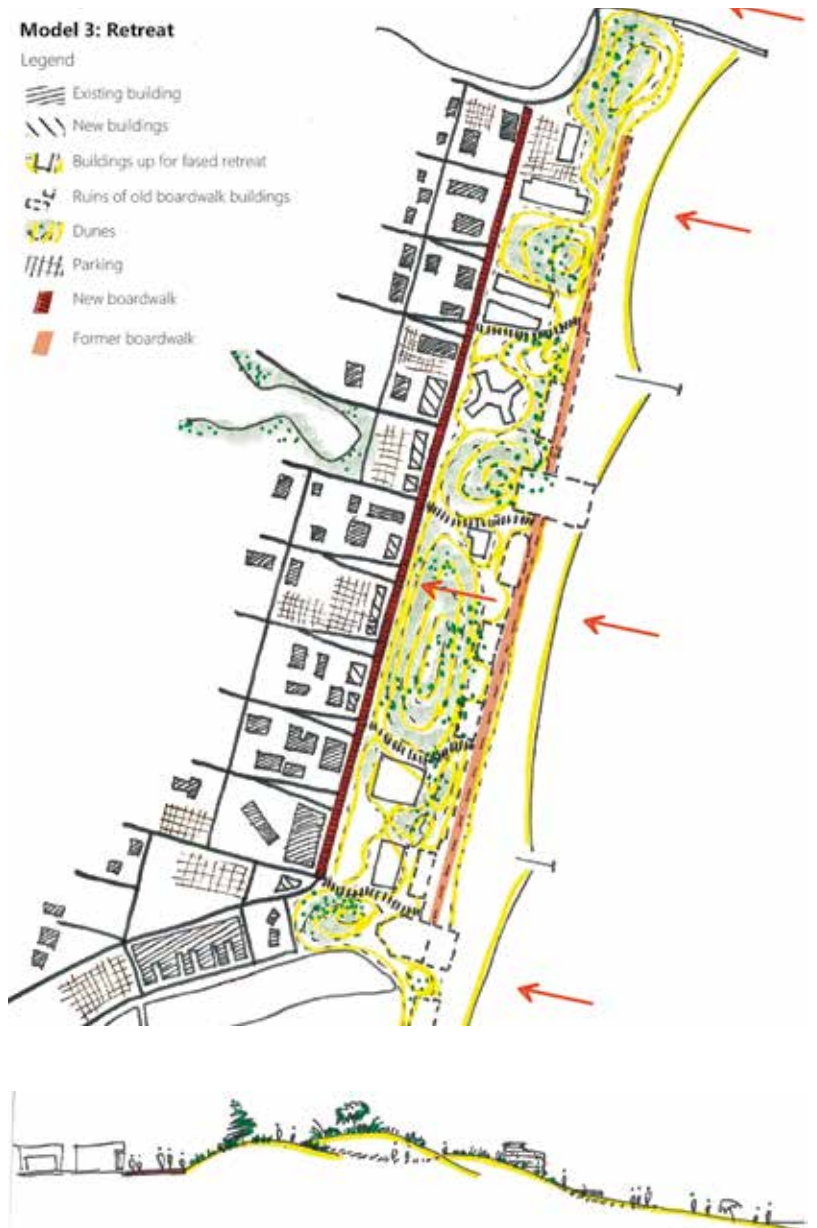 Model 3: Retreat
Legend
Existing building
New buildings
Buildings up for fased retreat
Ruins of old boardwalk buildings
Dunes
Parking
New boardwalk
Former boardwalk